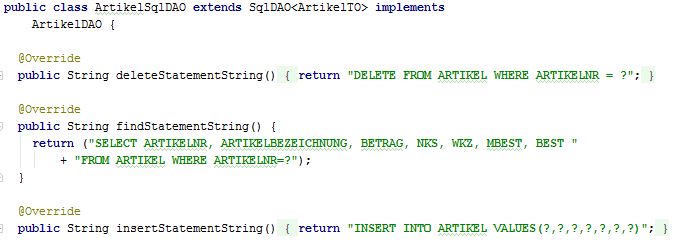 public class ArtikelSqlDAO extends SqlDAO<ArtikelTO> implements
ArtikelDAO {
@Override
public String deleteStatementString() { return "DELETE FROM ARTIKEL WHERE ARTIKELNR = ?"; }
@Override
public String findStatementString() {
return ("SELECT ARTIKELNR, ARTIKELBEZEICHNUNG, BETRAG, NKS, WKZ, MBEST, BEST "
+ "FROM ARTIKEL WHERE ARTIKELNR=?");
}
@Override
public String insertStatementString() { return "INSERT INTO ARTIKEL VALUES(?,?,?,?,?,?,?)"; }